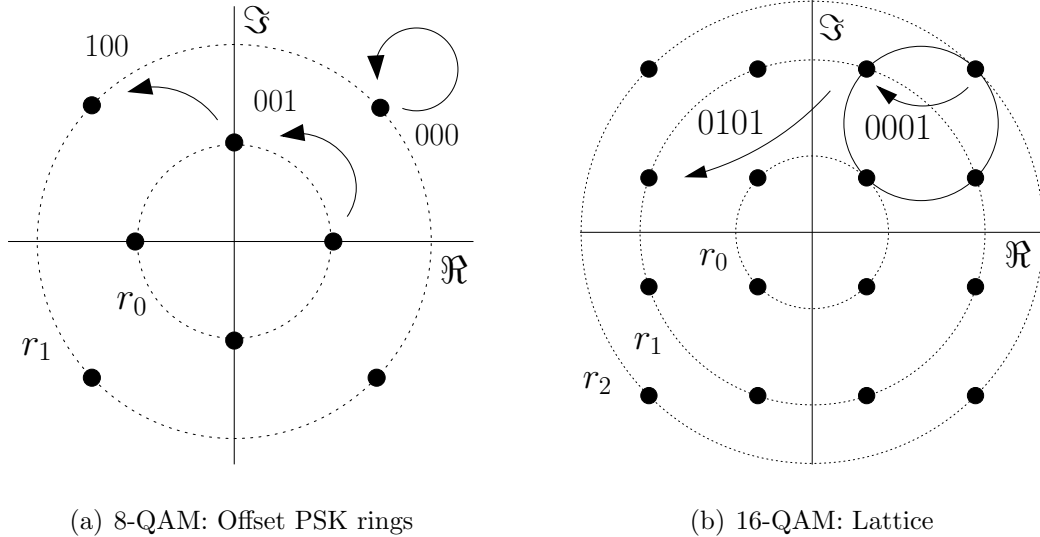 ℑ
100
001
000
ℜ
r₀
r₁
(a) 8-QAM: Offset PSK rings
ℑ
0101
0001
r₀
ℜ
r₁
r₂
(b) 16-QAM: Lattice